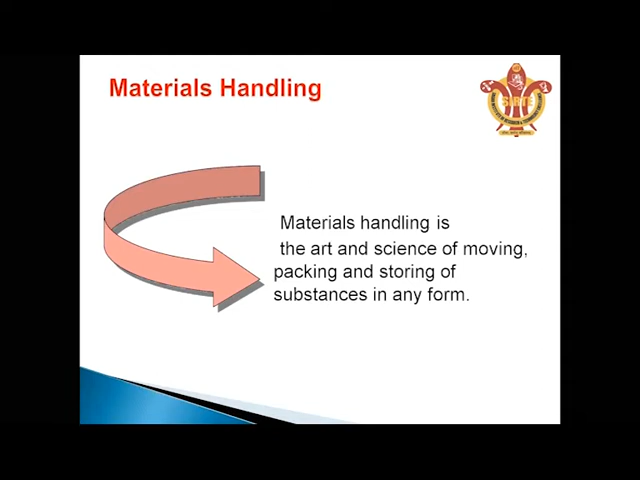 Materials Handling
SIRTE
Materials handling is
the art and science of moving,
packing and storing of
substances in any form.